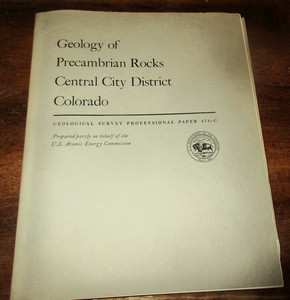 Geology of
Precambrian Rocks
Central City District
Colorado
GEOLOGICAL SURVEY PROFESSIONAL PAPER 474-C
Prepared partly on behalf of the
U.S. Atomic Energy Commission